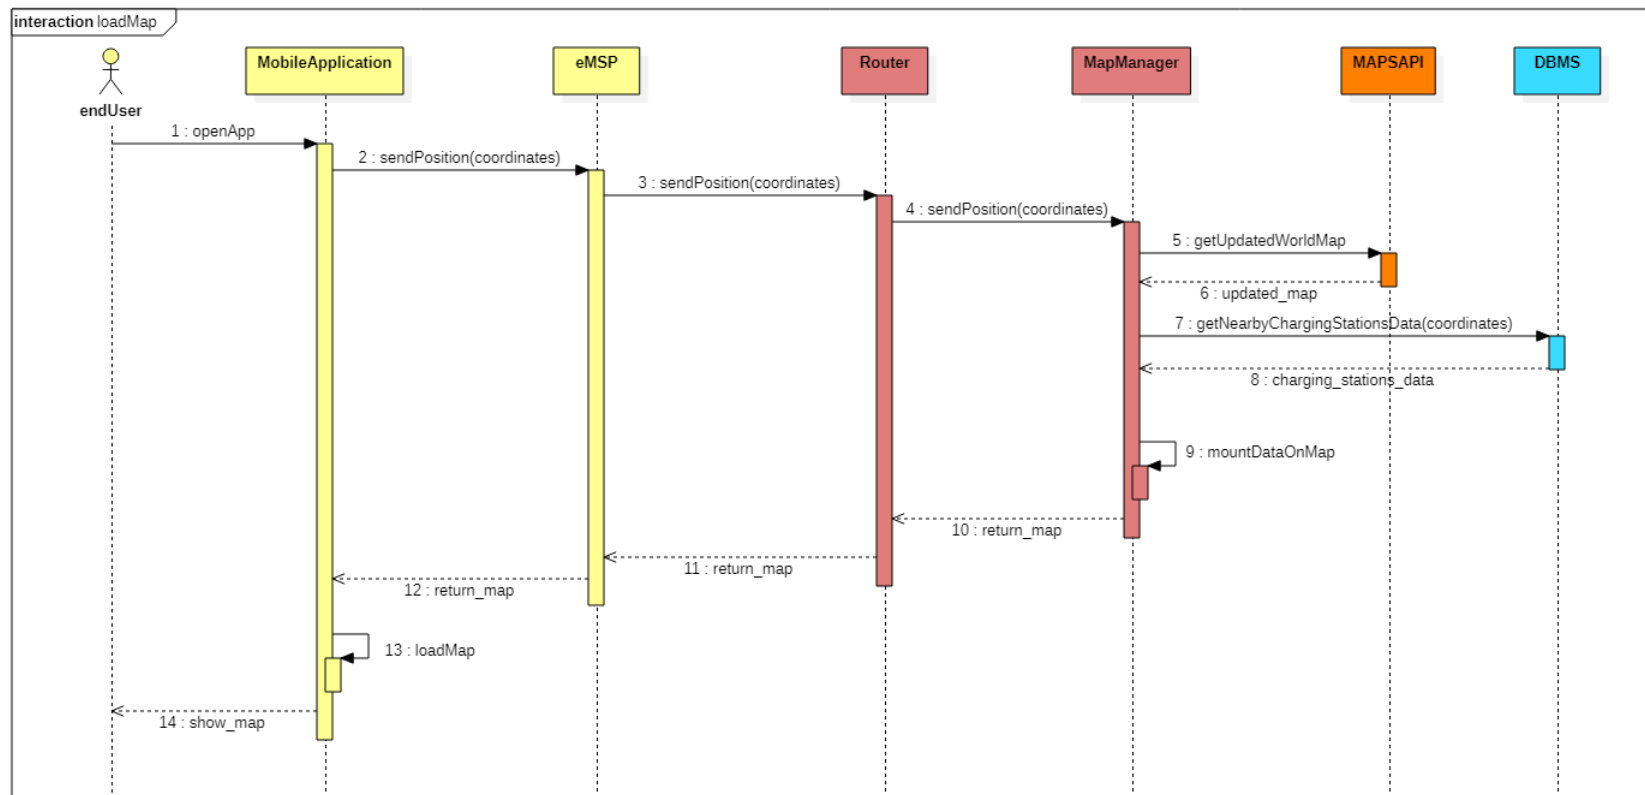 interaction loadMap
endUser
MobileApplication
eMSP
Router
MapManager
MAPSAPI
DBMS
1 : openApp
2 : sendPosition(coordinates)
3 : sendPosition(coordinates)
4 : sendPosition(coordinates)
5 : getUpdatedWorldMap
6 : updated_map
7 : getNearbyChargingStationsData(coordinates)
8 : charging_stations_data
9 : mountDataOnMap
10 : return_map
11 : return_map
12 : return_map
13 : loadMap
14 : show_map